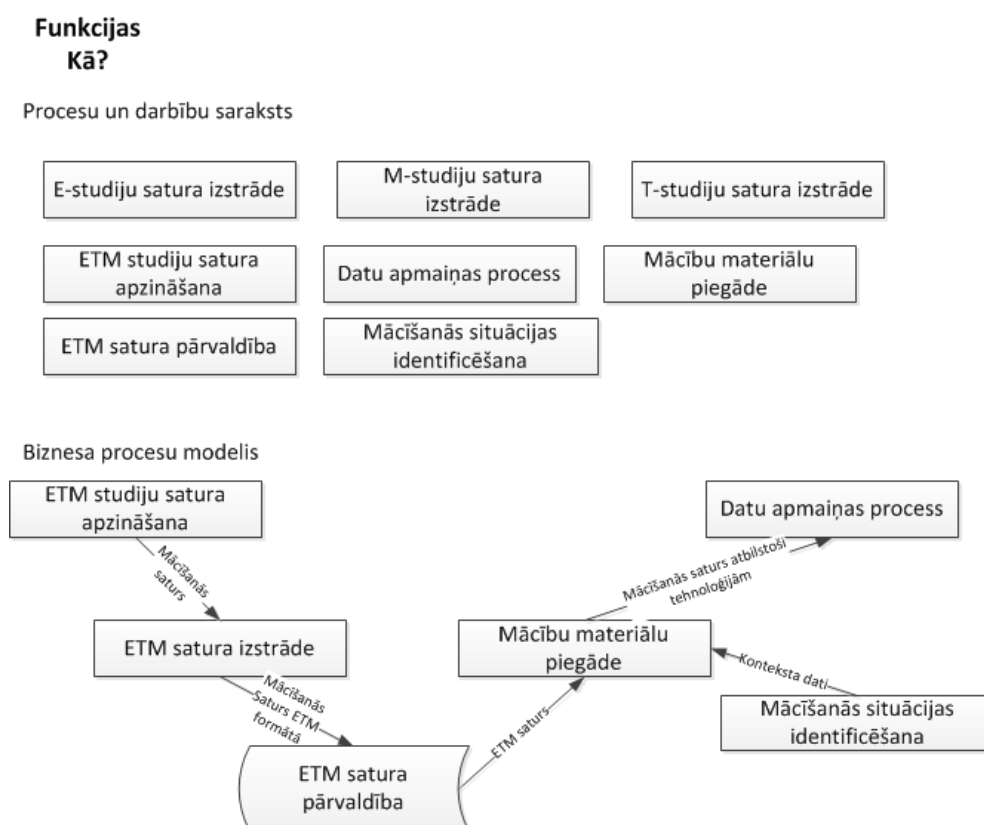 Funkcijas
Kā?
Procesu un darbību saraksts
E-studiju satura izstrāde
M-studiju satura
izstrāde
T-studiju satura izstrāde
ETM studiju satura
apzināšana
Datu apmaiņas process
Mācību materiālu
piegāde
ETM satura pārvaldība
Mācīšanās situācijas
identificēšana
Biznesa procesu modelis
ETM studiju satura
apzināšana
Datu apmaiņas process
Mācīšanās
saturs
Mācīšanās saturs atbilstoši
tehnoloģijām
ETM satura izstrāde
Mācību materiālu
piegāde
Mācīšanās
Saturs ETM
formātā
Konteksta dati
ETM saturs
Mācīšanās situācijas
identificēšana
ETM satura
pārvaldība